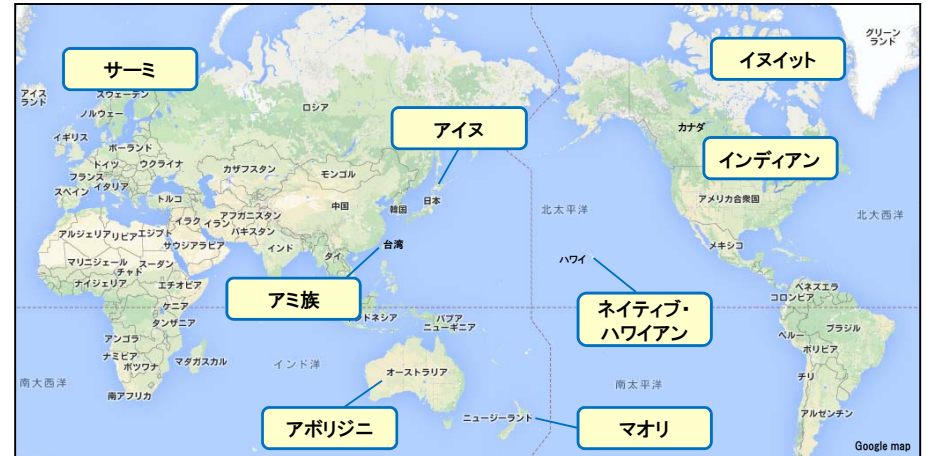 グリーン
ランド
イヌイット
サーミ
アイス
ランド
スウェーデン
ノルウェー
ロシア
アイヌ
カナダ
イギリス
ポーランド
インディアン
ドイツ
ウクライナ
フランス
カザフスタン
モンゴル
スペイン
イタリア
トルコ
日本
アメリカ合衆国
中国
韓国
北太平洋
北大西洋
アフガニスタン
イラク
イラン
パキスタン
アルジェリア
リビア
エジプト
サウジアラビア
台湾
メキシコ
インド
タイ
ハワイ
マリ
ニジェール
スーダン
チャド
ナイジェリア
エチオピア
アミ族
ベネズエラ
コロンビア
ケニア
ネイティブ・
ハワイアン
ンドネシア
パプア
ニューギニア
タンザニア
ブラジル
ペルー
アンゴラ
ボリビア
ナミビア
ボツワナ
マダガスカル
インド洋
オーストラリア
チリ
南大西洋
南太平洋
南アフリカ
アボリジニ
ニュージーランド
マオリ
アルゼンチン
Google map